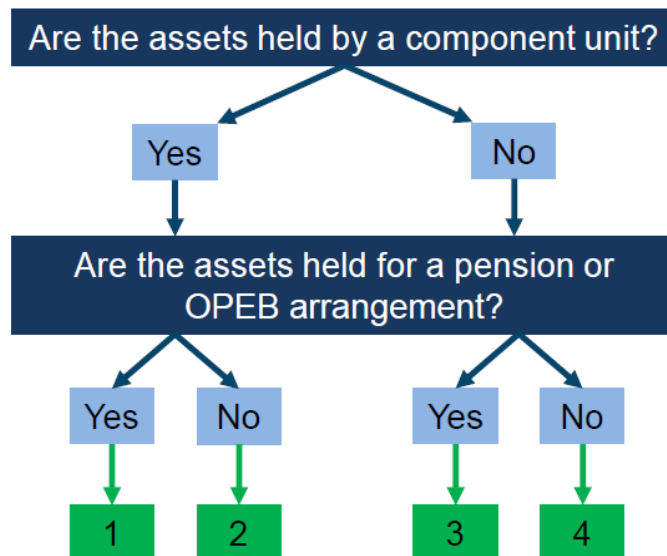 Are the assets held by a component unit?
Yes
No
Are the assets held for a pension or
OPEB arrangement?
Yes
No
Yes
No
1
2
3
4